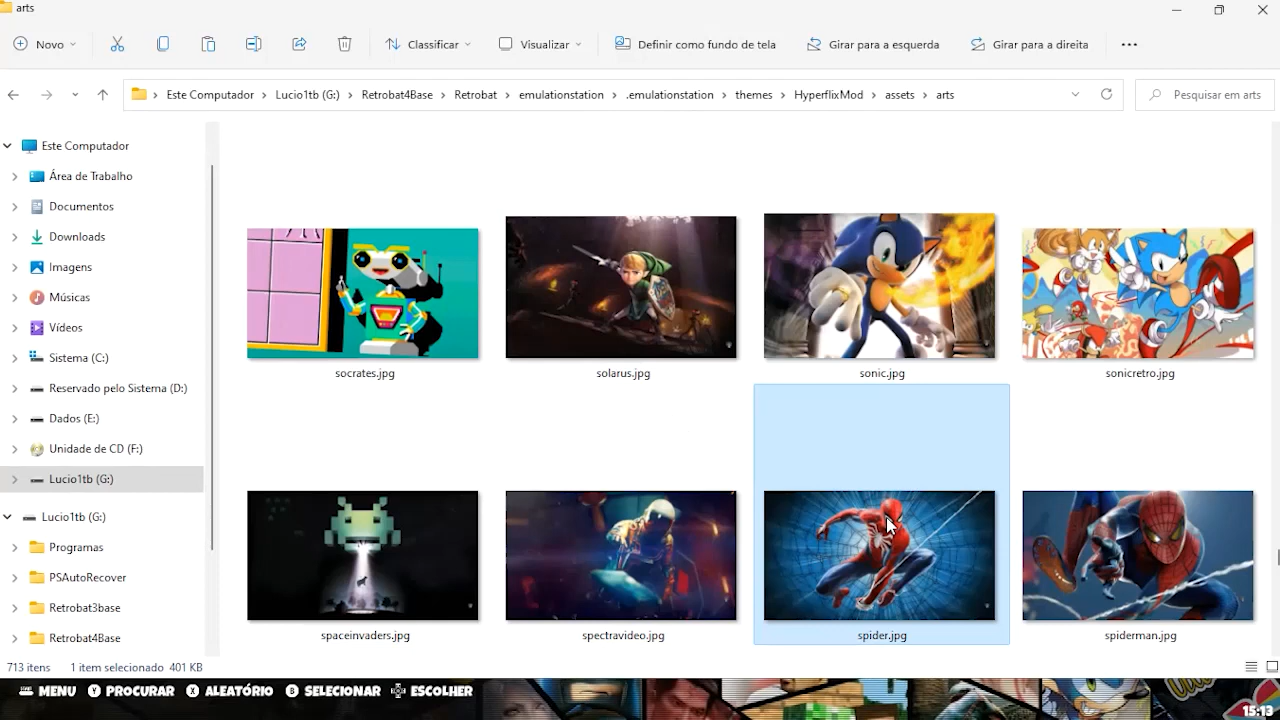 arts
Novo
Classificar
Visualizar
Definir como fundo de tela
Girar para a esquerda
Girar para a direita
Este Computador
Lucio1tb (G:)
Retrobat4Base
Retrobat
emulationstation
.emulationstation
themes
HyperflixMod
assets
arts
Pesquisar em arts
Este Computador
Área de Trabalho
Documentos
Downloads
Imagens
Músicas
Vídeos
Sistema (C:)
Reservado pelo Sistema (D:)
Dados (E:)
Unidade de CD (F:)
Lucio1tb (G:)
Lucio1tb (G:)
Programas
PSAutoRecover
Retrobat3base
Retrobat4Base
socrates.jpg
solarus.jpg
sonic.jpg
sonicretro.jpg
spaceinvaders.jpg
spectravideo.jpg
spider.jpg
spiderman.jpg
713 itens
1 item selecionado 401 KB
MENU
Y PROCURAR
X ALEATÓRIO
B SELECIONAR
ESCOLHER
15:13